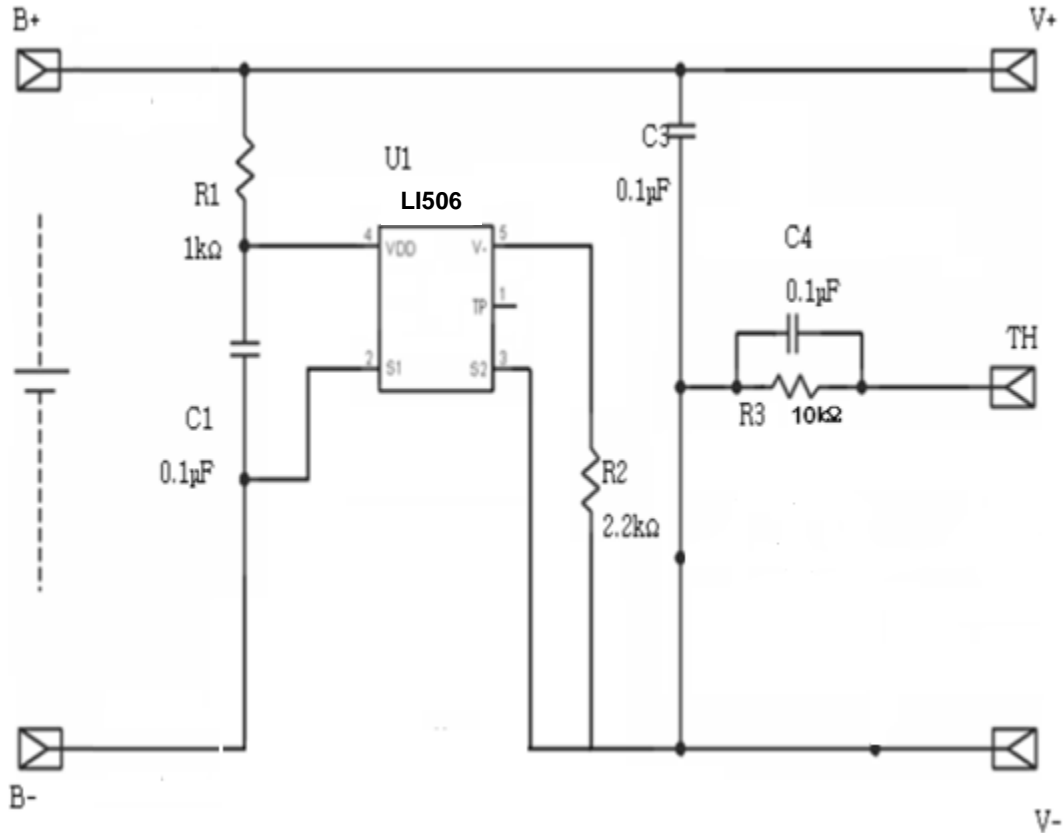 B+
V+
U1
LI506
C3
0.1µF
R1
1kΩ
4
VDD
V-
5
TP
1
2
S1
S2
3
C4
0.1µF
TH
R3
10kΩ
C1
0.1µF
R2
2.2kΩ
B-
V-